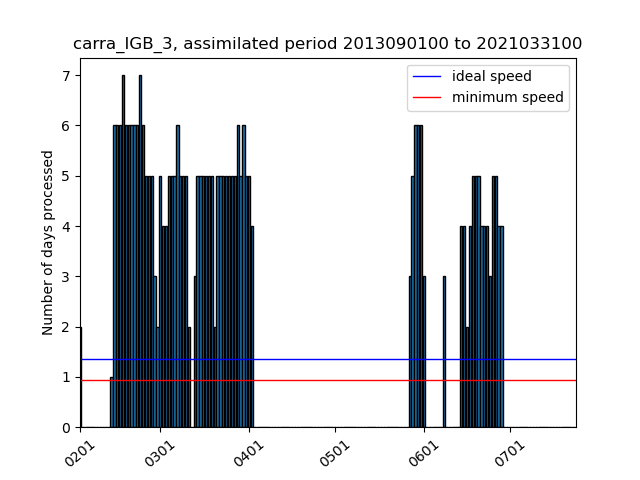 carra_IGB_3, assimilated period 2013090100 to 2021033100
ideal speed
minimum speed
Number of days processed
7
6
5
4
3
2
1
0
0201 0301 0401 0501 0601 0701